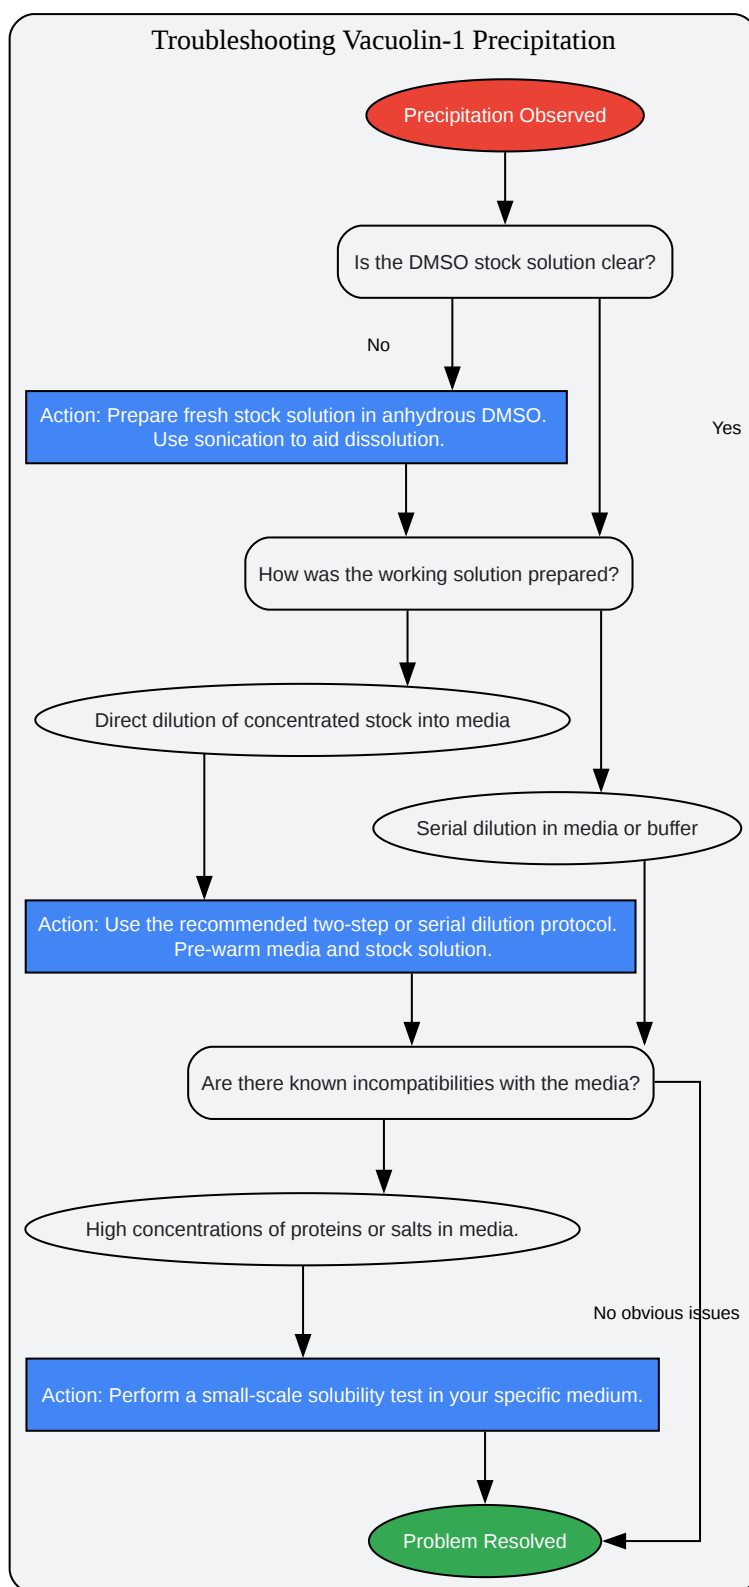 Troubleshooting Vacuolin-1 Precipitation
Precipitation Observed
Is the DMSO stock solution clear?
No
Action: Prepare fresh stock solution in anhydrous DMSO.
Use sonication to aid dissolution.
Yes
How was the working solution prepared?
Direct dilution of concentrated stock into media
Serial dilution in media or buffer
Action: Use the recommended two-step or serial dilution protocol.
Pre-warm media and stock solution.
Are there known incompatibilities with the media?
High concentrations of proteins or salts in media.
No obvious issues
Action: Perform a small-scale solubility test in your specific medium.
Problem Resolved